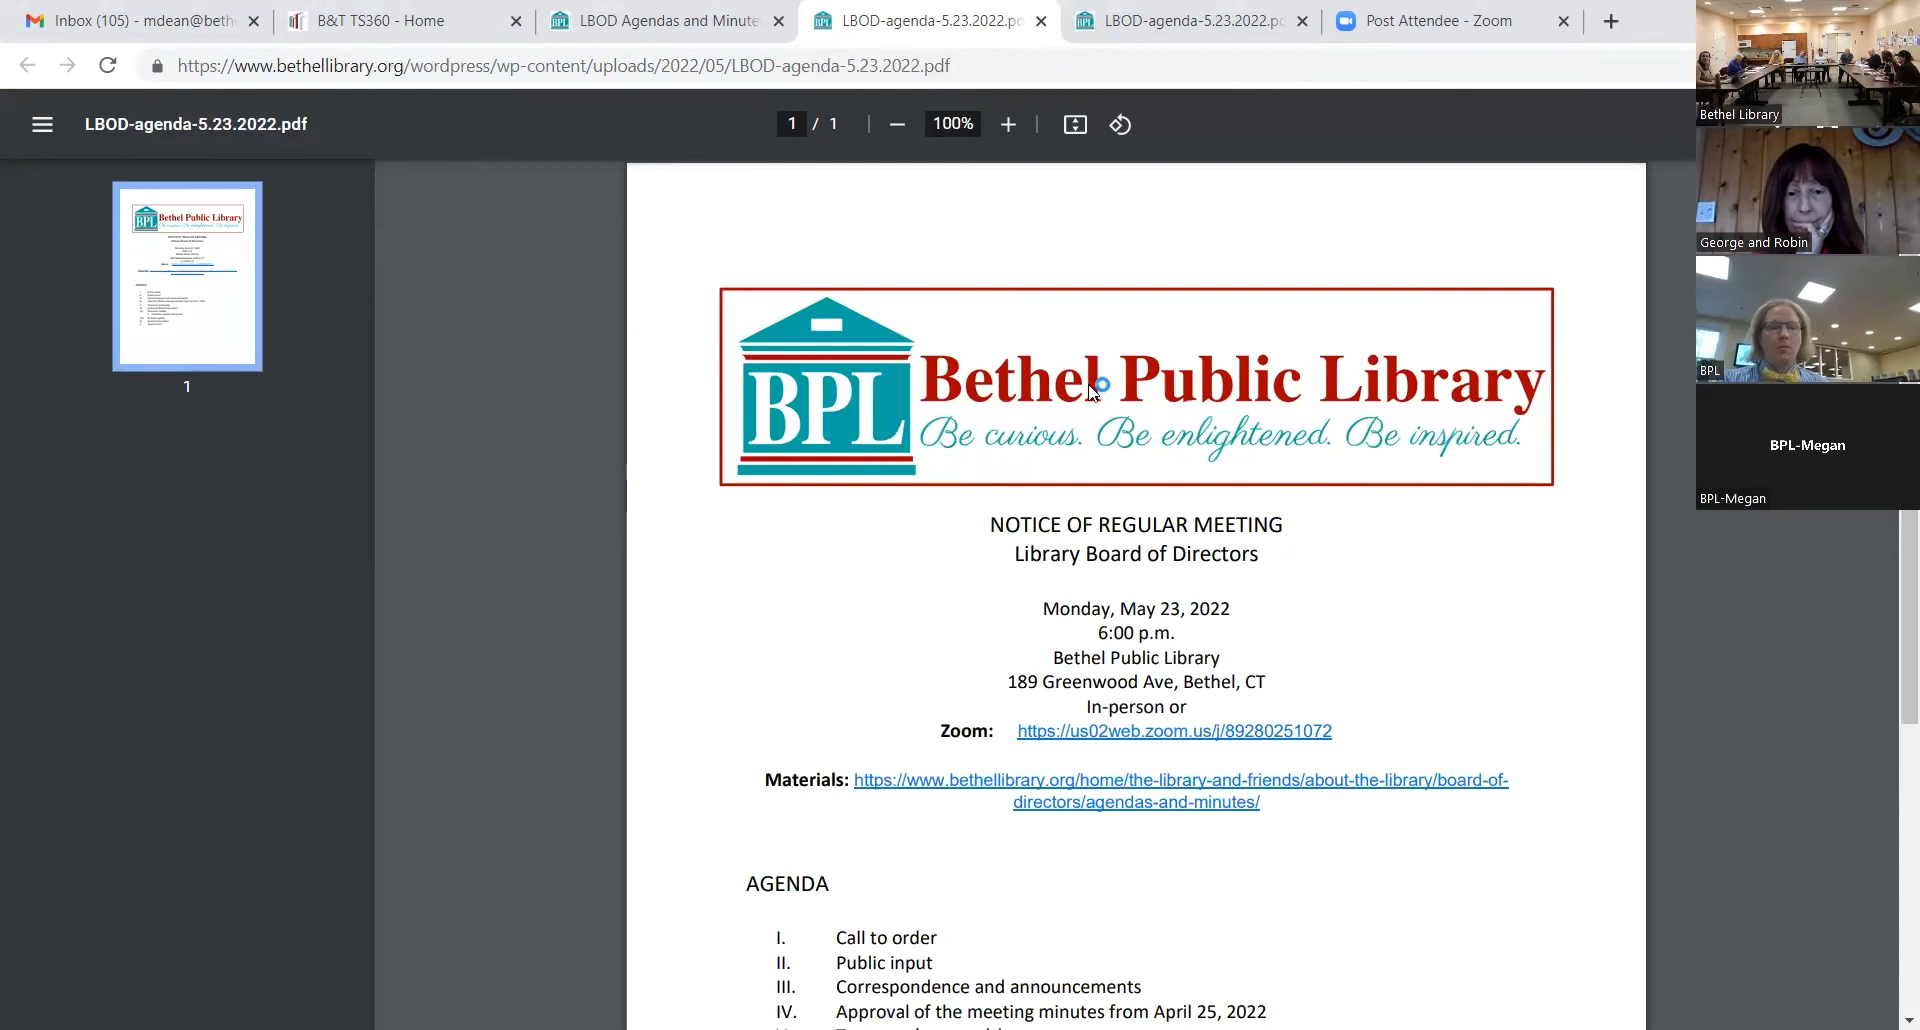 Inbox (105) - mdean@beth
B&T TS360 - Home
LBOD Agendas and Minute
LBOD-agenda-5.23.2022.pd
LBOD-agenda-5.23.2022.pd
Post Attendee - Zoom
https://www.bethellibrary.org/wordpress/wp-content/uploads/2022/05/LBOD-agenda-5.23.2022.pdf
LBOD-agenda-5.23.2022.pdf
1 / 1
100%
Bethel Library
George and Robin
BPL
BPL-Megan
BPL-Megan
BPL Bethel Public Library
1
BPL Bethel Public Library
Be curious. Be enlightened. Be inspired.
NOTICE OF REGULAR MEETING
Library Board of Directors
Monday, May 23, 2022
6:00 p.m.
Bethel Public Library
189 Greenwood Ave, Bethel, CT
In-person or
Zoom: https://us02web.zoom.us/j/89280251072
Materials: https://www.bethellibrary.org/home/the-library-and-friends/about-the-library/board-of-
directors/agendas-and-minutes/
AGENDA
I. Call to order
II. Public input
III. Correspondence and announcements
IV. Approval of the meeting minutes from April 25, 2022